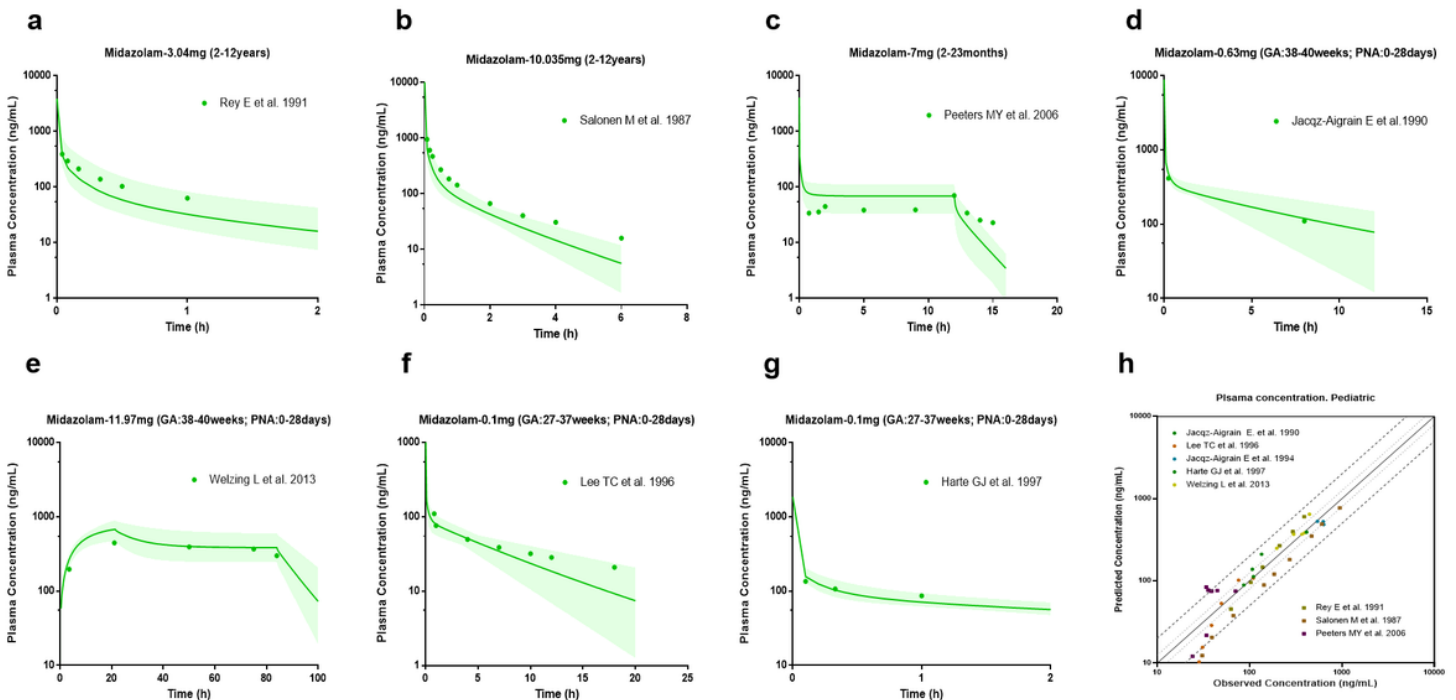 a
Midazolam-3.04mg (2-12years)
Plasma Concentration (ng/mL)
10000
1000
100
10
1
Rey E et al. 1991
0 1 2
Time (h)
b
Midazolam-10.035mg (2-12years)
Plasma Concentration (ng/mL)
10000
1000
100
10
1
Salonen M et al. 1987
0 2 4 6 8
Time (h)
c
Midazolam-7mg (2-23months)
Plasma Concentration (ng/mL)
10000
1000
100
10
1
Peeters MY et al. 2006
0 5 10 15 20
Time (h)
d
Midazolam-0.63mg (GA:38-40weeks; PNA:0-28days)
Plasma Concentration (ng/mL)
10000
1000
100
10
Jacqz-Aigrain E et al.1990
0 5 10 15
Time (h)
e
Midazolam-11.97mg (GA:38-40weeks; PNA:0-28days)
Plasma Concentration (ng/mL)
10000
1000
100
10
Welzing L et al. 2013
0 20 40 60 80 100
Time (h)
f
Midazolam-0.1mg (GA:27-37weeks; PNA:0-28days)
Plasma Concentration (ng/mL)
1000
100
10
1
Lee TC et al. 1996
0 5 10 15 20 25
Time (h)
g
Midazolam-0.1mg (GA:27-37weeks; PNA:0-28days)
Plasma Concentration (ng/mL)
10000
1000
100
10
Harte GJ et al. 1997
0 1 2
Time (h)
h
Plsama concentration. Pediatric
Predicted Concentration (ng/mL)
10000
1000
100
10
Jacqz-Aigrain E. et al. 1990
Lee TC et al. 1996
Jacqz-Aigrain E et al. 1994
Harte GJ et al. 1997
Welzing L et al. 2013
Rey E et al. 1991
Salonen M et al. 1987
Peeters MY et al. 2006
10 100 1000 10000
Observed Concentration (ng/mL)